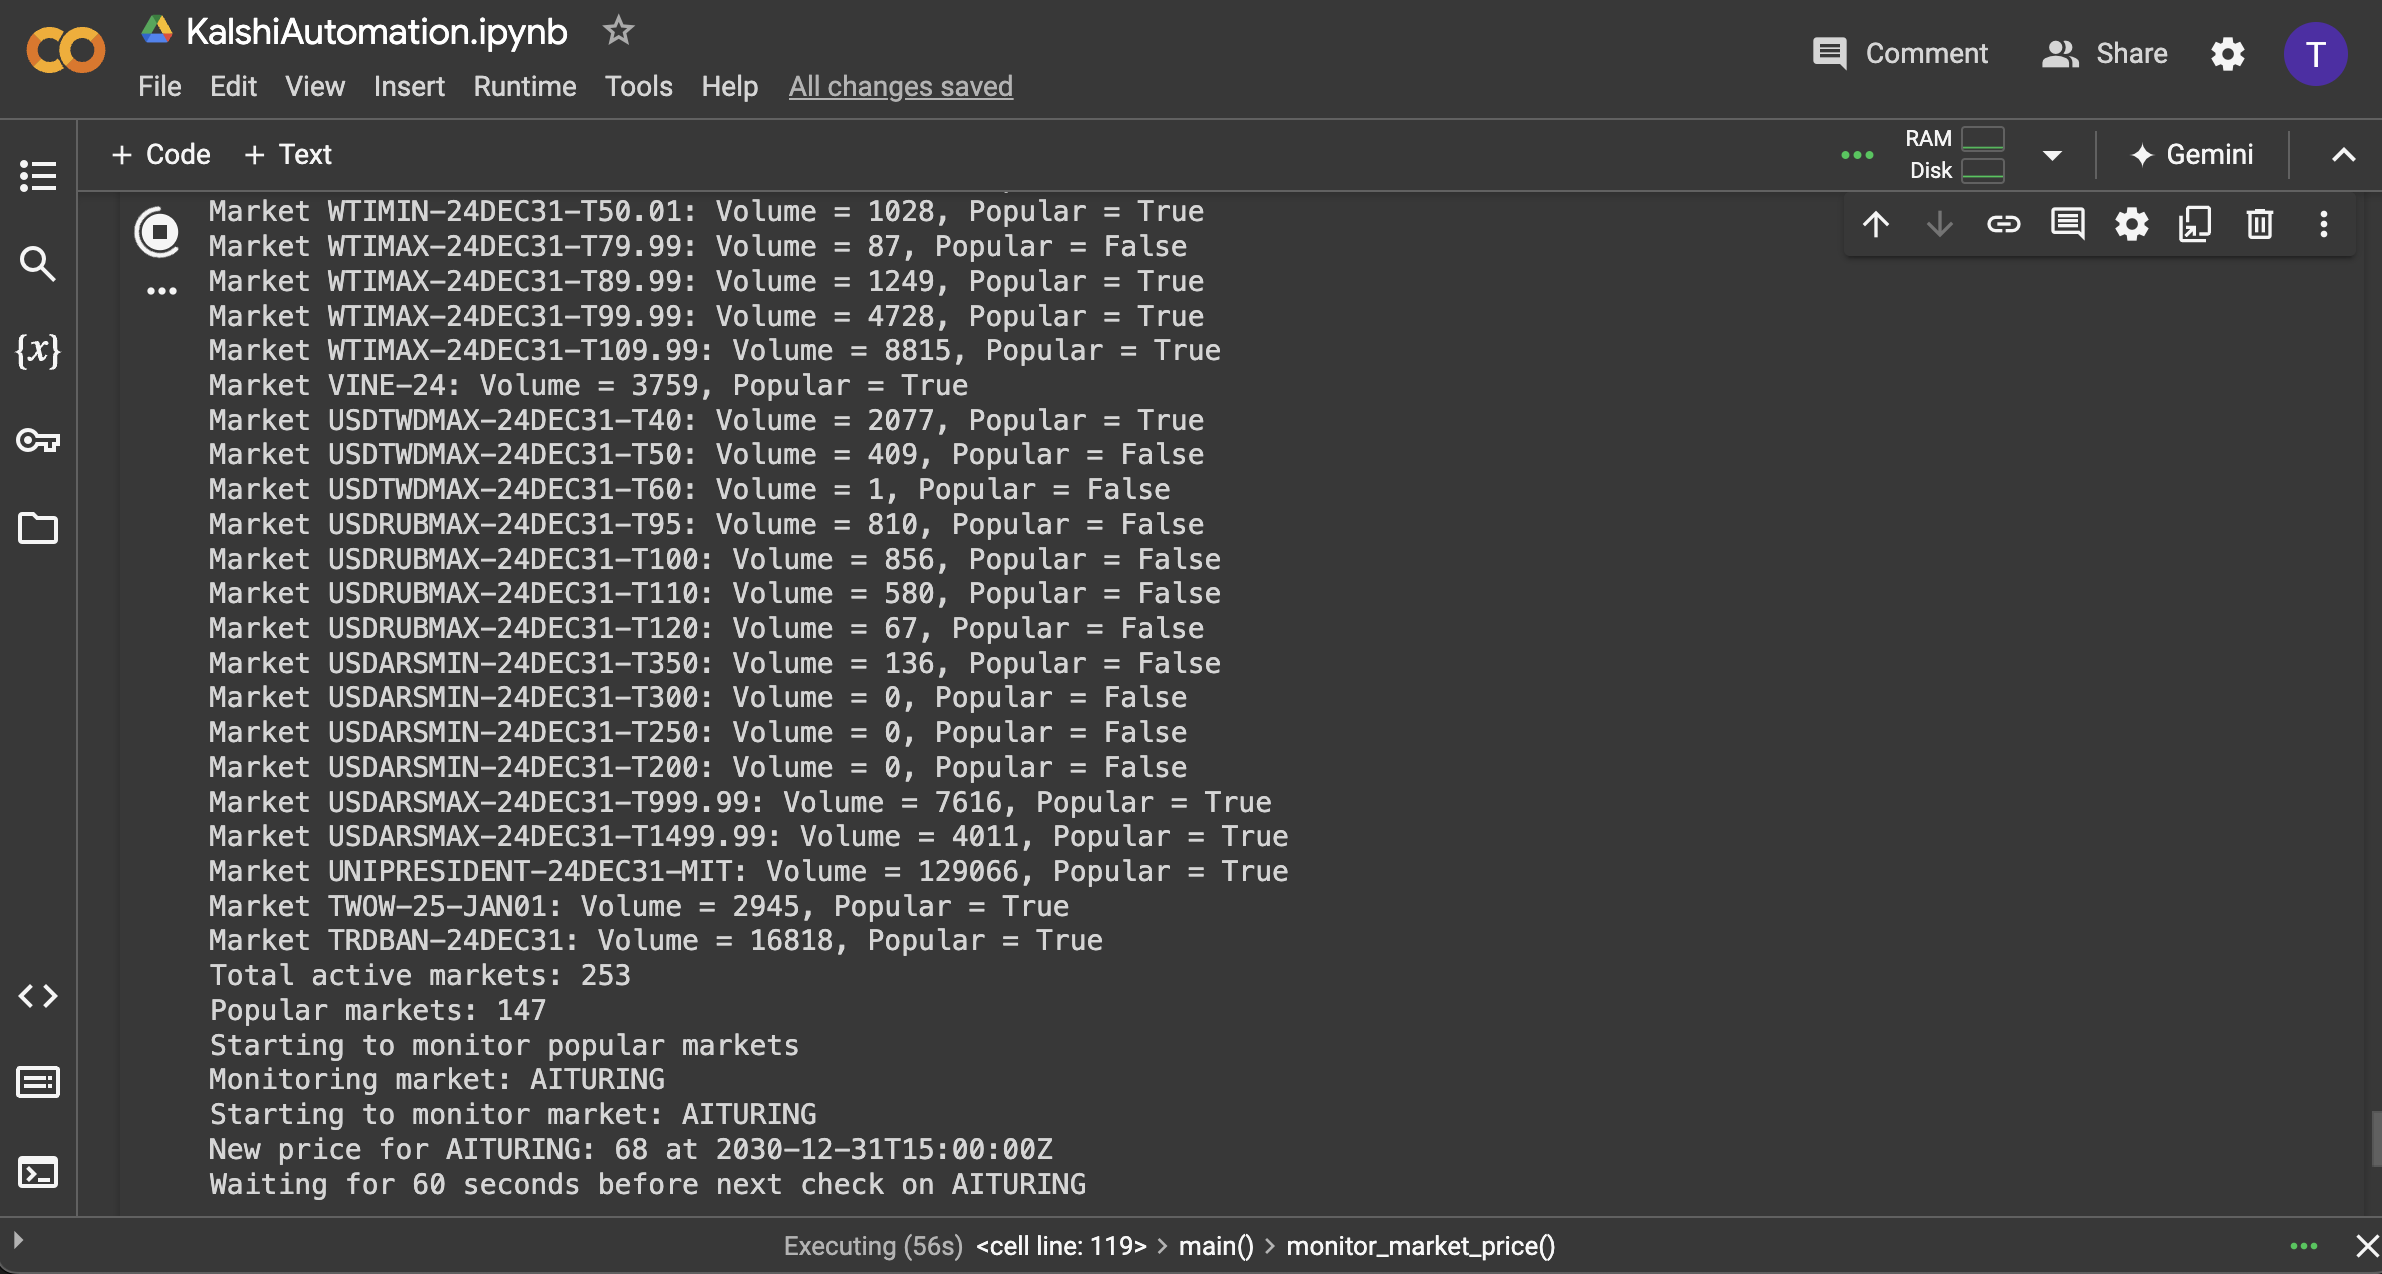 KalshiAutomation.ipynb
Comment
Share
T
File Edit View Insert Runtime Tools Help All changes saved
+ Code + Text
RAM
Disk
Gemini
{x}
Market WTIMIN-24DEC31-T50.01: Volume = 1028, Popular = True
Market WTIMAX-24DEC31-T79.99: Volume = 87, Popular = False
Market WTIMAX-24DEC31-T89.99: Volume = 1249, Popular = True
Market WTIMAX-24DEC31-T99.99: Volume = 4728, Popular = True
Market WTIMAX-24DEC31-T109.99: Volume = 8815, Popular = True
Market VINE-24: Volume = 3759, Popular = True
Market USDTWDMAX-24DEC31-T40: Volume = 2077, Popular = True
Market USDTWDMAX-24DEC31-T50: Volume = 409, Popular = False
Market USDTWDMAX-24DEC31-T60: Volume = 1, Popular = False
Market USDRUBMAX-24DEC31-T95: Volume = 810, Popular = False
Market USDRUBMAX-24DEC31-T100: Volume = 856, Popular = False
Market USDRUBMAX-24DEC31-T110: Volume = 580, Popular = False
Market USDRUBMAX-24DEC31-T120: Volume = 67, Popular = False
Market USDARSMIN-24DEC31-T350: Volume = 136, Popular = False
Market USDARSMIN-24DEC31-T300: Volume = 0, Popular = False
Market USDARSMIN-24DEC31-T250: Volume = 0, Popular = False
Market USDARSMIN-24DEC31-T200: Volume = 0, Popular = False
Market USDARSMAX-24DEC31-T999.99: Volume = 7616, Popular = True
Market USDARSMAX-24DEC31-T1499.99: Volume = 4011, Popular = True
Market UNIPRESIDENT-24DEC31-MIT: Volume = 129066, Popular = True
Market TWOW-25-JAN01: Volume = 2945, Popular = True
Market TRDBAN-24DEC31: Volume = 16818, Popular = True
Total active markets: 253
Popular markets: 147
Starting to monitor popular markets
Monitoring market: AITURING
Starting to monitor market: AITURING
New price for AITURING: 68 at 2030-12-31T15:00:00Z
Waiting for 60 seconds before next check on AITURING
Executing (56s) <cell line: 119> > main() > monitor_market_price()